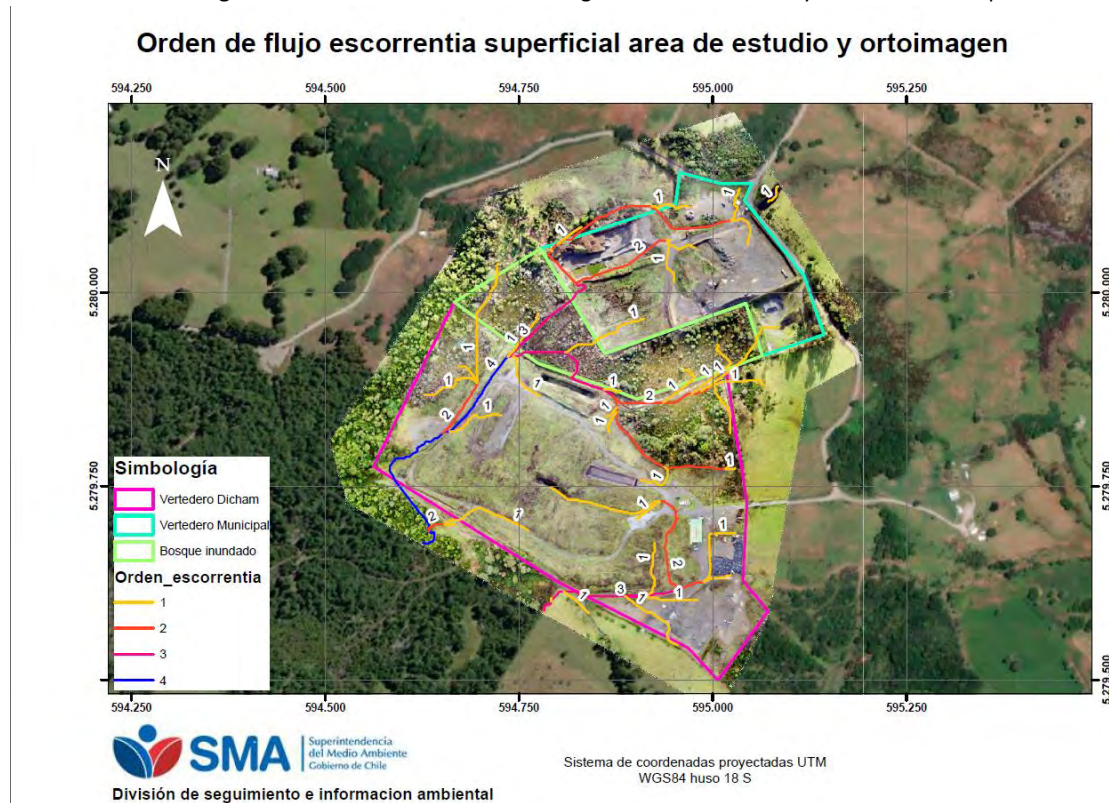 Orden de flujo escorrentia superficial area de estudio y ortoimagen
594.250 594.500 594.750 595.000 595.250
N
5.280.000 5.280.000
5.279.750 5.279.750
5.279.500
Simbología
Vertedero Dicham
Vertedero Municipal
Bosque inundado
Orden_escorrentia
1
2
3
4
594.250 594.500 594.750 595.000 595.250
SMA
Superintendencia
del Medio Ambiente
Gobierno de Chile
Sistema de coordenadas proyectadas UTM
WGS84 huso 18 S
División de seguimiento e informacion ambiental